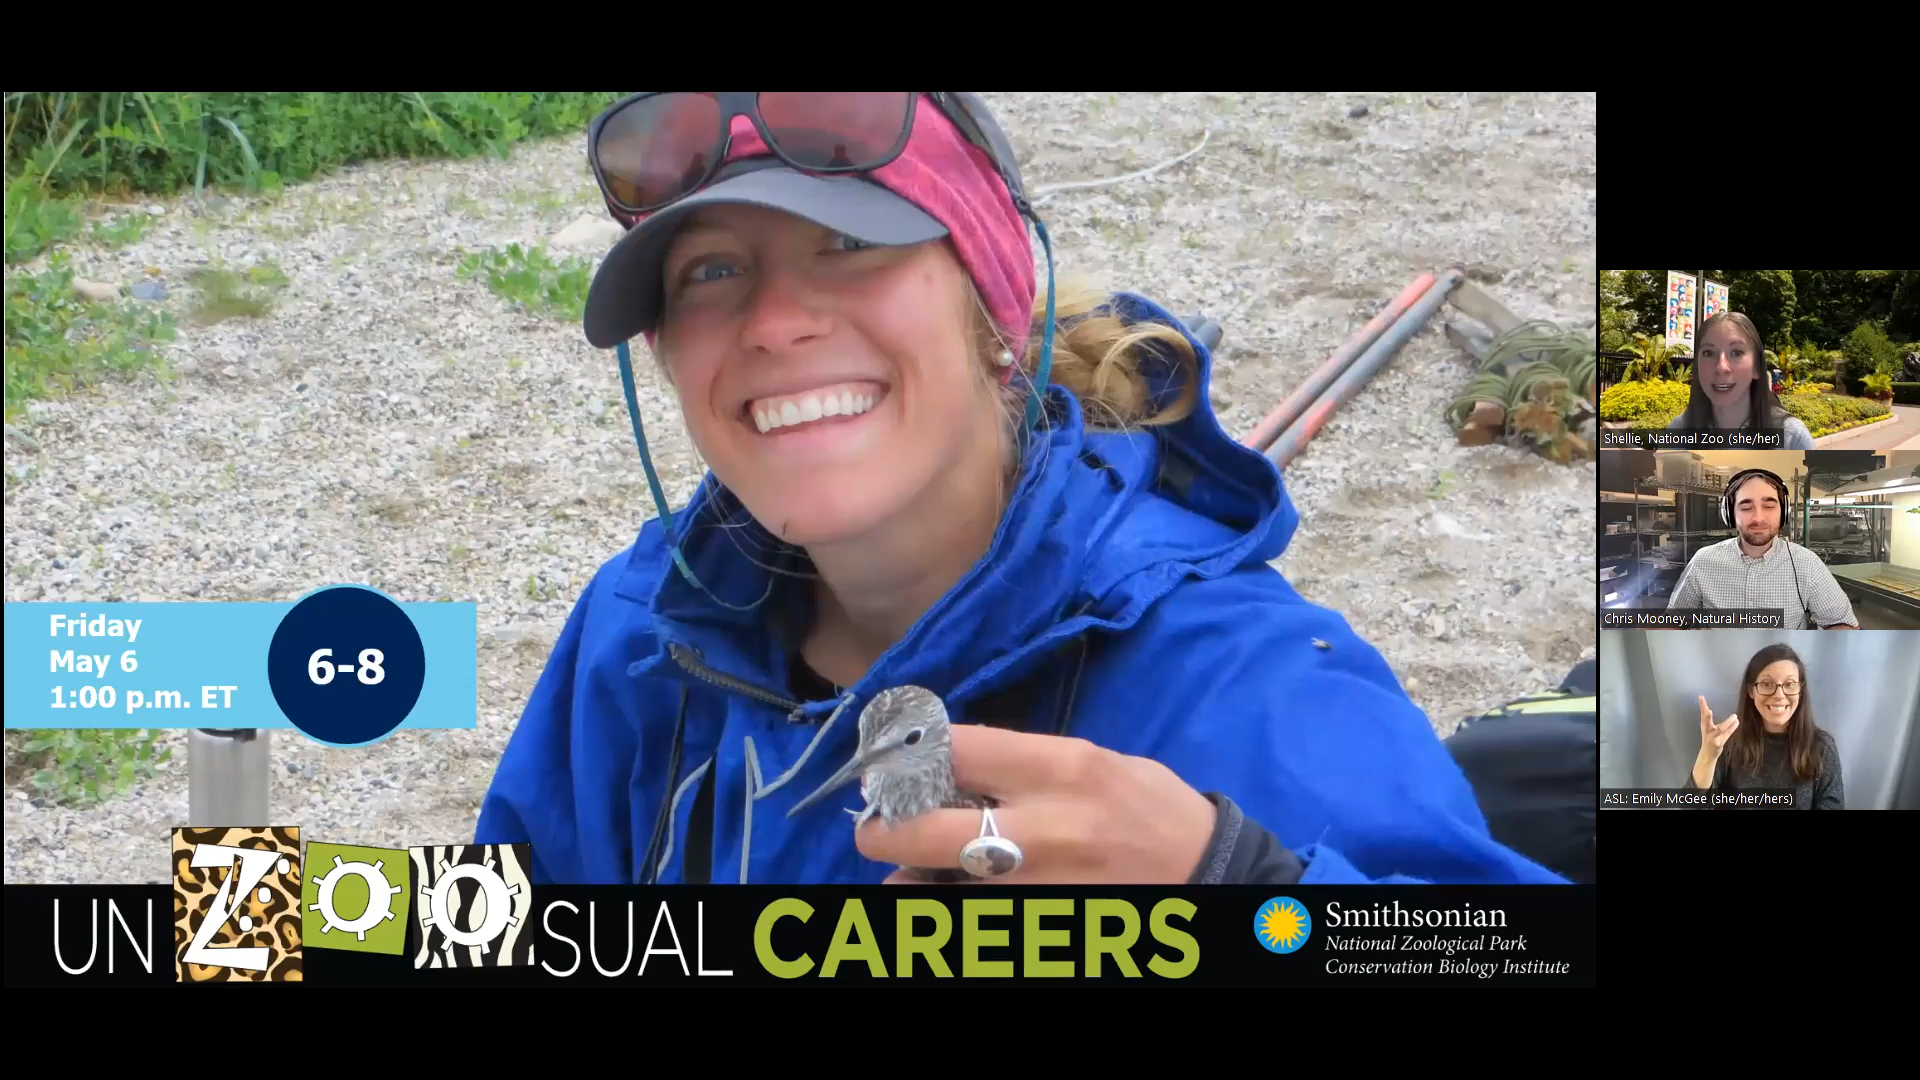 Friday
May 6
1:00 p.m. ET
6-8
UNZOOSUAL CAREERS
Smithsonian
National Zoological Park
Conservation Biology Institute
Shellie, National Zoo (she/her)
Chris Mooney, Natural History
ASL: Emily McGee (she/her/hers)